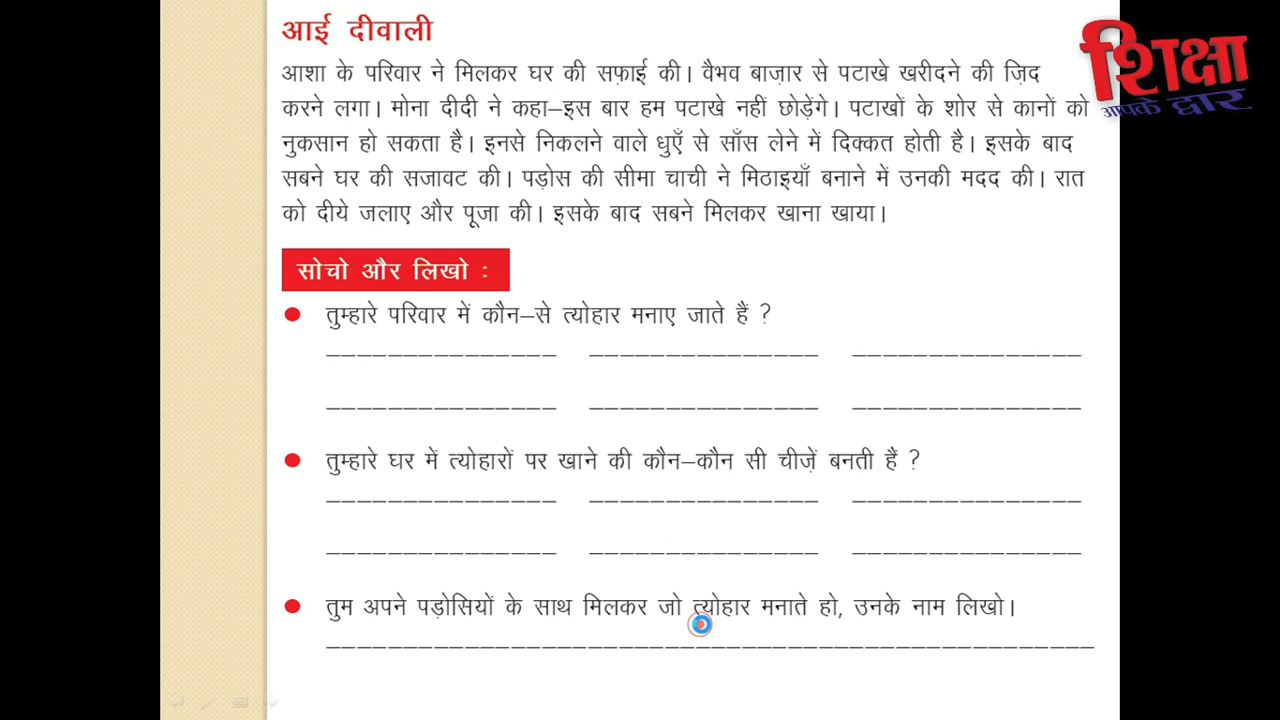 आई दीवाली
शिक्षा
आपके द्वार
आशा के परिवार ने मिलकर घर की सफ़ाई की। वैभव बाज़ार से पटाखे खरीदने की ज़िद
करने लगा। मोना दीदी ने कहा–इस बार हम पटाखे नहीं छोड़ेंगे। पटाखों के शोर से कानों को
नुकसान हो सकता है। इनसे निकलने वाले धुएँ से साँस लेने में दिक्कत होती है। इसके बाद
सबने घर की सजावट की। पड़ोस की सीमा चाची ने मिठाइयाँ बनाने में उनकी मदद की। रात
को दीये जलाए और पूजा की। इसके बाद सबने मिलकर खाना खाया।
सोचो और लिखो :
तुम्हारे परिवार में कौन–से त्योहार मनाए जाते हैं ?
तुम्हारे घर में त्योहारों पर खाने की कौन–कौन सी चीज़ें बनती हैं ?
तुम अपने पड़ोसियों के साथ मिलकर जो त्योहार मनाते हो, उनके नाम लिखो।